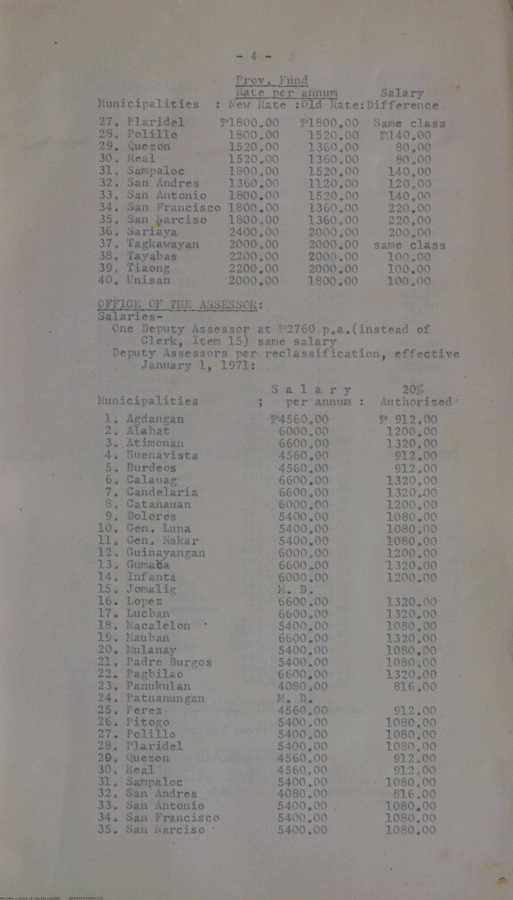 - 4 -
Prov. Fund
Rate per annum Salary
Municipalities : New Rate :Old Rate:Difference
27. Plaridel ₱1800.00 ₱1800.00 Same class
28. Polillo 1800.00 1520.00 ₱140.00
29. Quezon 1520.00 1360.00 80.00
30. Real 1520.00 1360.00 80.00
31. Sampaloc 1800.00 1520.00 140.00
32. San Andres 1360.00 1120.00 120.00
33. San Antonio 1800.00 1520.00 140.00
34. San Francisco 1800.00 1360.00 220.00
35. San Narciso 1800.00 1360.00 220.00
36. Sariaya 2400.00 2000.00 200.00
37. Tagkawayan 2000.00 2000.00 same class
38. Tayabas 2200.00 2000.00 100.00
39. Tiaong 2200.00 2000.00 100.00
40. Unisan 2000.00 1800.00 100.00
OFFICE OF THE ASSESSOR:
Salaries-
One Deputy Assessor at ₱2760 p.a.(instead of
Clerk, Item 15) same salary
Deputy Assessors per reclassification, effective
January 1, 1971:
S a l a r y 20%
Municipalities ; per annum : Authorized
1. Agdangan ₱4560.00 ₱ 912.00
2. Alabat 6000.00 1200.00
3. Atimonan 6600.00 1320.00
4. Buenavista 4560.00 912.00
5. Burdeos 4560.00 912.00
6. Calauag 6600.00 1320.00
7. Candelaria 6600.00 1320.00
8. Catanauan 6000.00 1200.00
9. Dolores 5400.00 1080.00
10. Gen. Luna 5400.00 1080.00
11. Gen. Nakar 5400.00 1080.00
12. Guinayangan 6000.00 1200.00
13. Gumaca 6600.00 1320.00
14. Infanta 6000.00 1200.00
15. Jomalig M. D.
16. Lopez 6600.00 1320.00
17. Lucban 6600.00 1320.00
18. Macalelon 5400.00 1080.00
19. Mauban 6600.00 1320.00
20. Mulanay 5400.00 1080.00
21. Padre Burgos 5400.00 1080.00
22. Pagbilao 6600.00 1320.00
23. Panukulan 4080.00 816.00
24. Patnanungan M. D.
25. Perez 4560.00 912.00
26. Pitogo 5400.00 1080.00
27. Polillo 5400.00 1080.00
28. Plaridel 5400.00 1080.00
29. Quezon 4560.00 912.00
30. Real 4560.00 912.00
31. Sampaloc 5400.00 1080.00
32. San Andres 4080.00 816.00
33. San Antonio 5400.00 1080.00
34. San Francisco 5400.00 1080.00
35. San Narciso 5400.00 1080.00